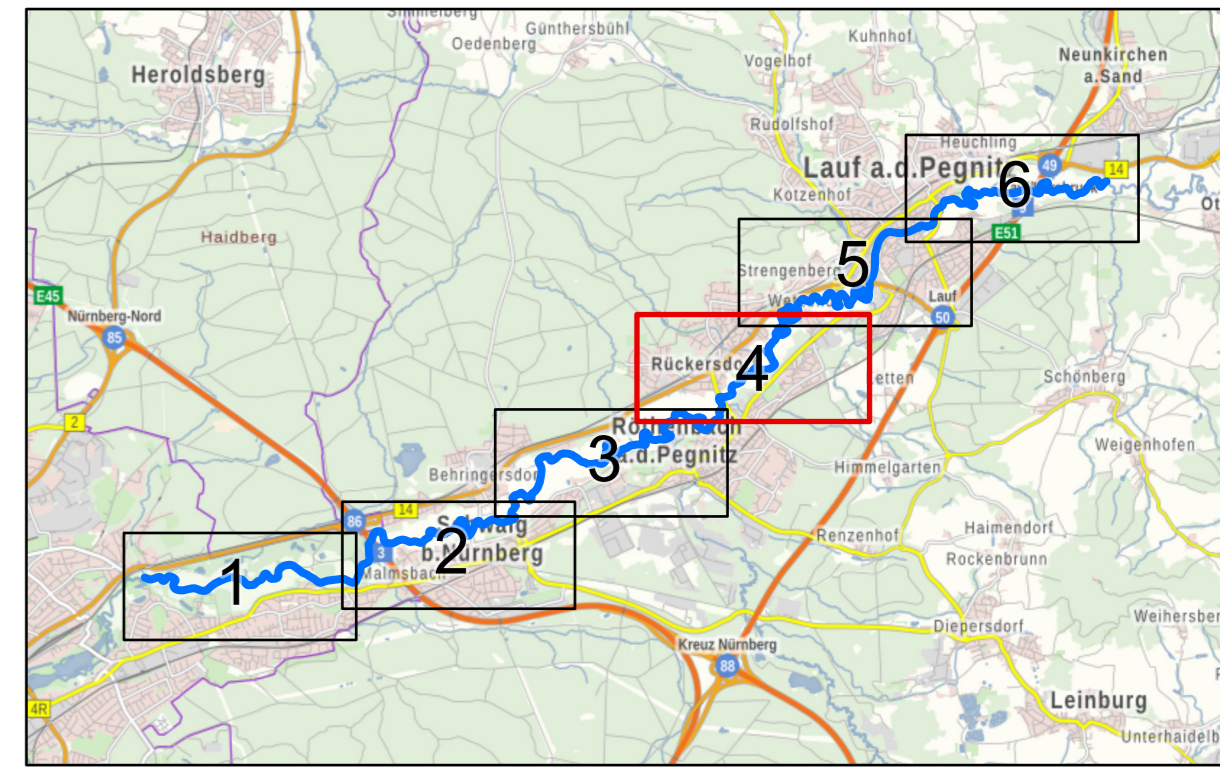 Simmelberg
Günthersbühl
Oedenberg
Kuhnhof
Vogelhof
Neunkirchen
a.Sand
Heroldsberg
Rudolfshof
Heuchling
Lauf a.d.Pegnitz
49
14
6
Kotzenhof
Haidberg
E51
Strengenberg
5
E45
Nürnberg-Nord
85
Lauf
50
Rückersdorf
4
Letten
Schönberg
2
Röthenbach
a.d.Pegnitz
3
Weigenhofen
Behringersdorf
Himmelgarten
14
86
Schwaig
b.Nürnberg
2
3
Malmsbach
1
Renzenhof
Haimendorf
Rockenbrunn
Diepersdorf
Kreuz Nürnberg
88
Leinburg
4R